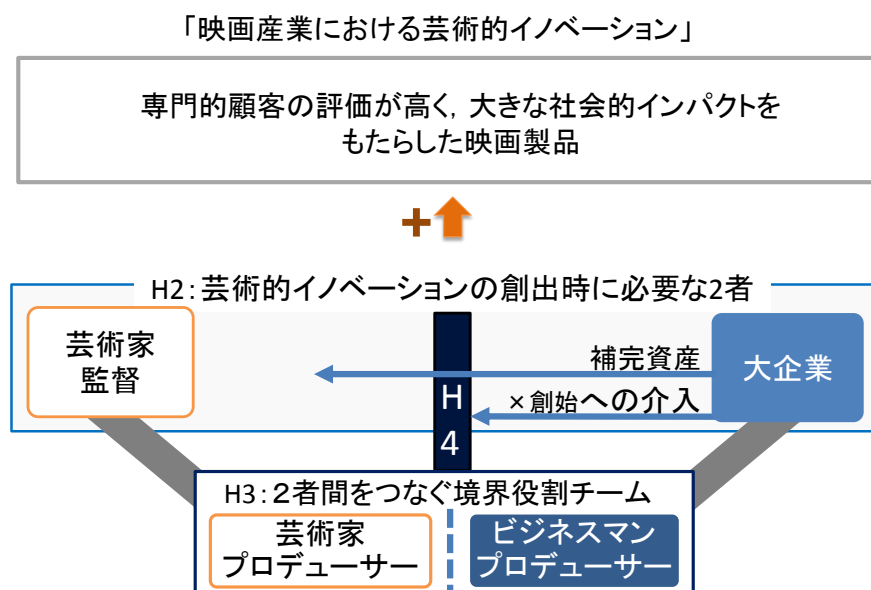 「映画産業における芸術的イノベーション」
専門的顧客の評価が高く，大きな社会的インパクトを
もたらした映画製品
+
H2：芸術的イノベーションの創出時に必要な2者
芸術家
監督
補完資産
大企業
×創始への介入
H
4
H3：２者間をつなぐ境界役割チーム
芸術家
プロデューサー
ビジネスマン
プロデューサー